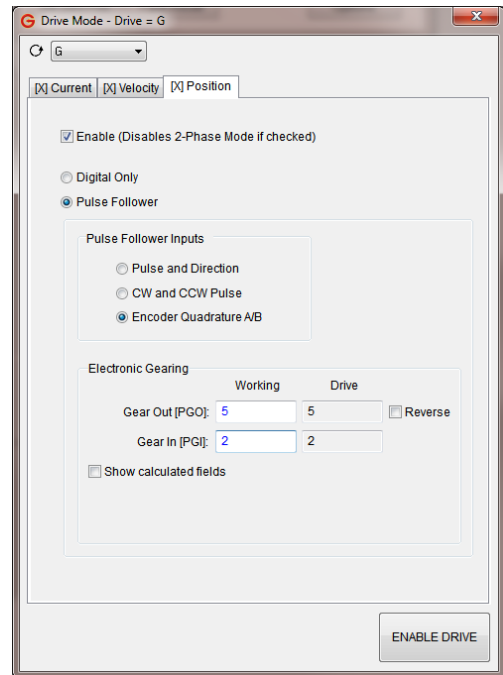 G Drive Mode - Drive = G
G
[X] Current [X] Velocity [X] Position
Enable (Disables 2-Phase Mode if checked)
Digital Only
Pulse Follower
Pulse Follower Inputs
Pulse and Direction
CW and CCW Pulse
Encoder Quadrature A/B
Electronic Gearing
Working Drive
Gear Out [PGO]: 5 5 Reverse
Gear In [PGI]: 2 2
Show calculated fields
ENABLE DRIVE